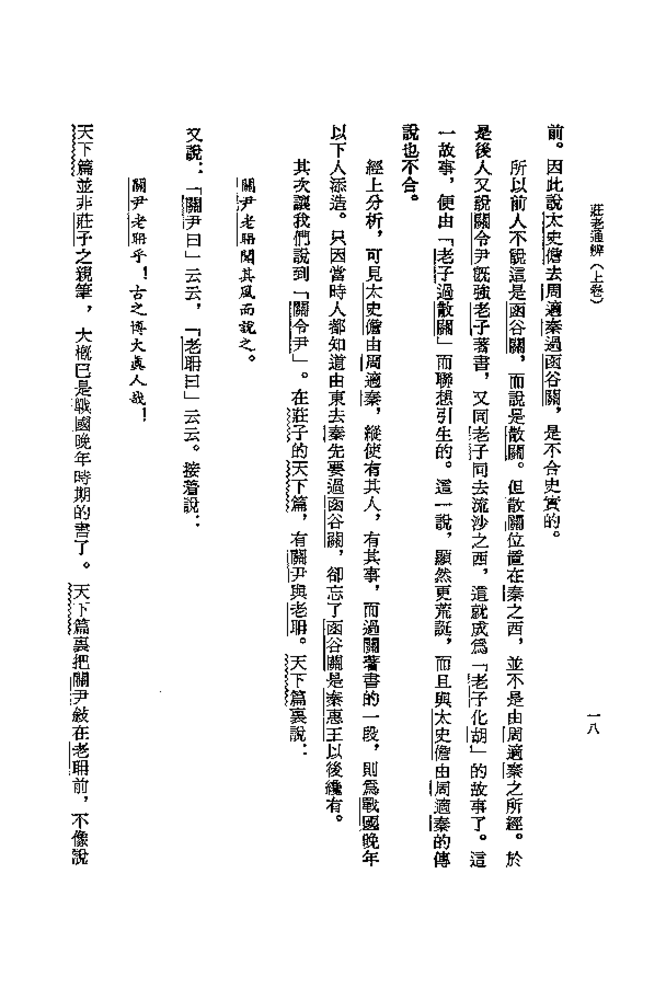 莊老通辨（上卷）
一八
前。因此說太史儋去周適秦過函谷關，是不合史實的。
所以前人不說這是函谷關，而說是散關。但散關位置在秦之西，並不是由周適秦之所經。於
是後人又說關令尹旣強老子著書，又同老子同去流沙之西，這就成爲「老子化胡」的故事了。這
一故事，便由「老子過散關」而聯想引生的。這一說，顯然更荒誕，而且與太史儋由周適秦的傳
說也不合。
經上分析，可見太史儋由周適秦，縱使有其人，有其事，而過關著書的一段，則爲戰國晚年
以下人添造。只因當時人都知道由東去秦先要過函谷關，卻忘了函谷關是秦惠王以後纔有。
其次讓我們說到「關令尹」。在莊子的天下篇，有關尹與老聃。天下篇裏說：
關尹老聃聞其風而說之。
又說：「關尹曰」云云，「老聃曰」云云。接着說：
關尹老聃乎！古之博大眞人哉！
天下篇並非莊子之親筆，大槪已是戰國晚年時期的書了。天下篇裏把關尹敍在老聃前，不像說